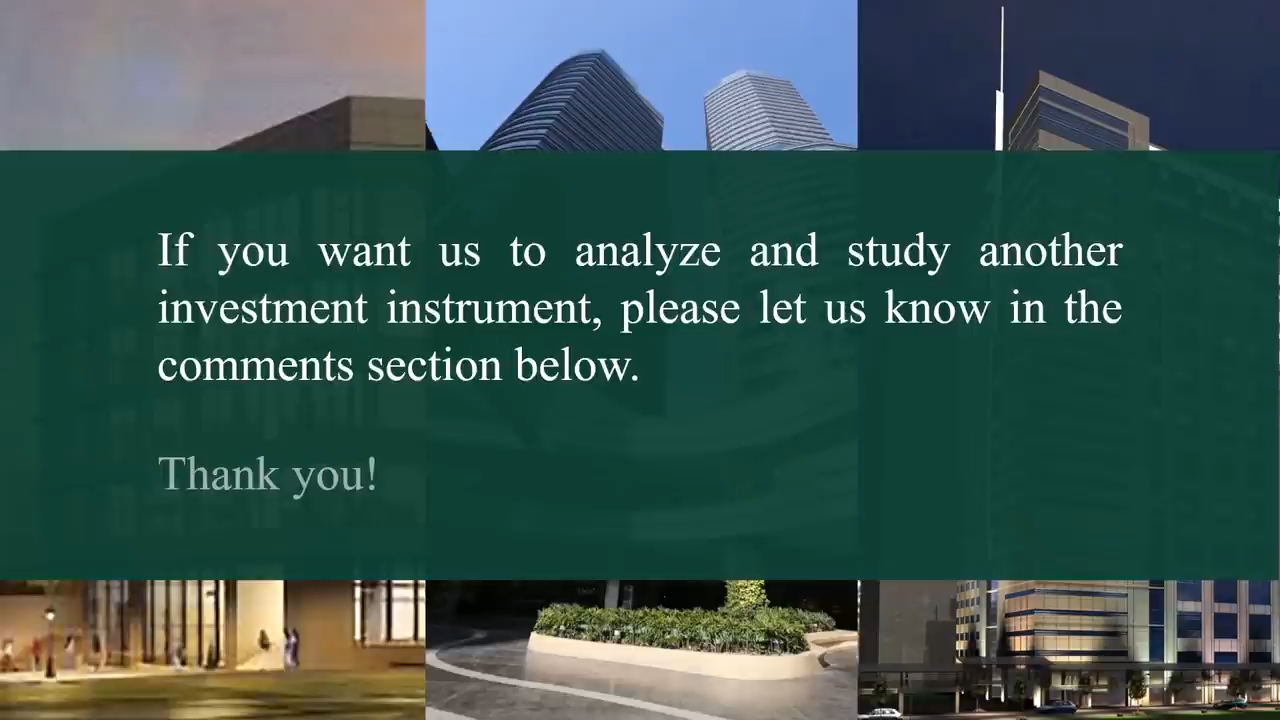 If you want us to analyze and study another
investment instrument, please let us know in the
comments section below.
Thank you!